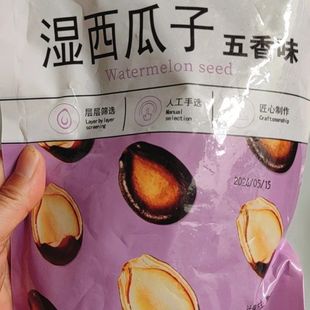 湿西瓜子 五香味
Watermelon seed
层层筛选
Layer by layer
screening
人工手选
Manual
selection
匠心制作
Craftsmanship
2024/05/15